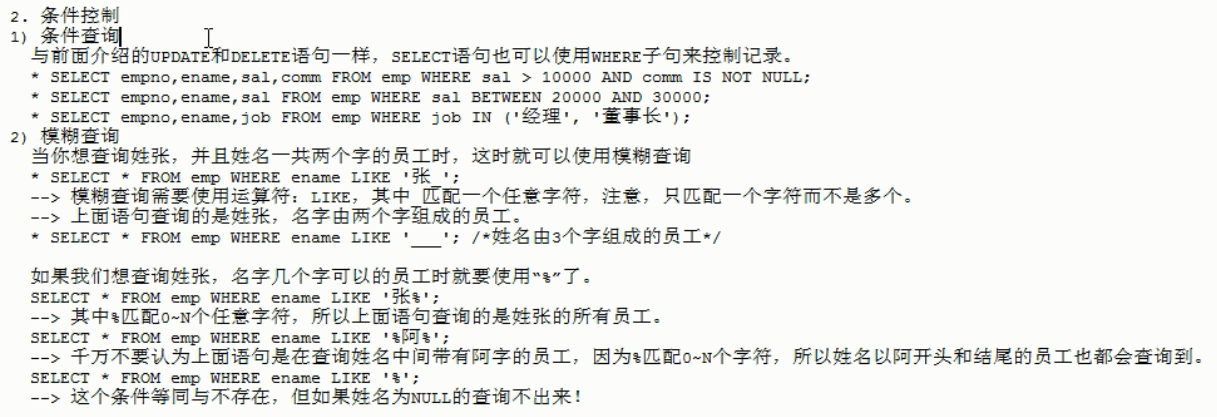 2. 条件控制
1) 条件查询
与前面介绍的UPDATE和DELETE语句一样，SELECT语句也可以使用WHERE子句来控制记录。
* SELECT empno,ename,sal,comm FROM emp WHERE sal > 10000 AND comm IS NOT NULL;
* SELECT empno,ename,sal FROM emp WHERE sal BETWEEN 20000 AND 30000;
* SELECT empno,ename,job FROM emp WHERE job IN ('经理', '董事长');
2) 模糊查询
当你想查询姓张，并且姓名一共两个字的员工时，这时就可以使用模糊查询
* SELECT * FROM emp WHERE ename LIKE '张_';
--> 模糊查询需要使用运算符：LIKE，其中_匹配一个任意字符，注意，只匹配一个字符而不是多个。
--> 上面语句查询的是姓张，名字由两个字组成的员工。
* SELECT * FROM emp WHERE ename LIKE '___'; /*姓名由3个字组成的员工*/
如果我们想查询姓张，名字几个字可以的员工时就要使用“%”了。
SELECT * FROM emp WHERE ename LIKE '张%';
--> 其中%匹配0~N个任意字符，所以上面语句查询的是姓张的所有员工。
SELECT * FROM emp WHERE ename LIKE '%阿%';
--> 千万不要认为上面语句是在查询姓名中间带有阿字的员工，因为%匹配0~N个字符，所以姓名以阿开头和结尾的员工也都会查询到。
SELECT * FROM emp WHERE ename LIKE '%';
--> 这个条件等同与不存在，但如果姓名为NULL的查询不出来！